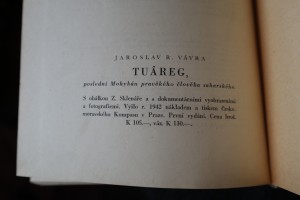 JAROSLAV R. VÁVRA
TUÁREG,
poslední Mohykán pravěkého člověka saharského.
S obálkou Z. Sklenáře a s dokumentárními vyobrazeními
a fotografiemi. Vyšlo r. 1942 nákladem a tiskem Česko-
moravského Kompasu v Praze. První vydání. Cena brož.
K 105.—, váz. K 130.—.